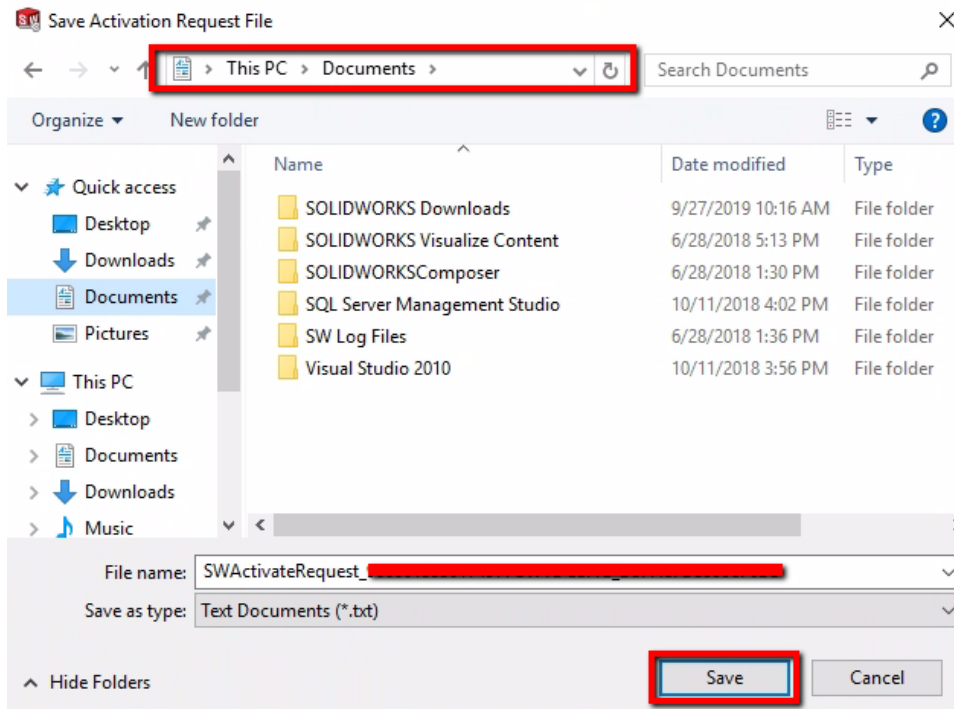 Save Activation Request File
This PC > Documents >
Search Documents
Organize
New folder
Name
Date modified
Type
Quick access
Desktop
Downloads
Documents
Pictures
This PC
Desktop
Documents
Downloads
Music
SOLIDWORKS Downloads 9/27/2019 10:16 AM File folder
SOLIDWORKS Visualize Content 6/28/2018 5:13 PM File folder
SOLIDWORKSComposer 6/28/2018 1:30 PM File folder
SQL Server Management Studio 10/11/2018 4:02 PM File folder
SW Log Files 6/28/2018 1:36 PM File folder
Visual Studio 2010 10/11/2018 3:56 PM File folder
File name: SWActivateRequest_
Save as type: Text Documents (*.txt)
Hide Folders
Save
Cancel